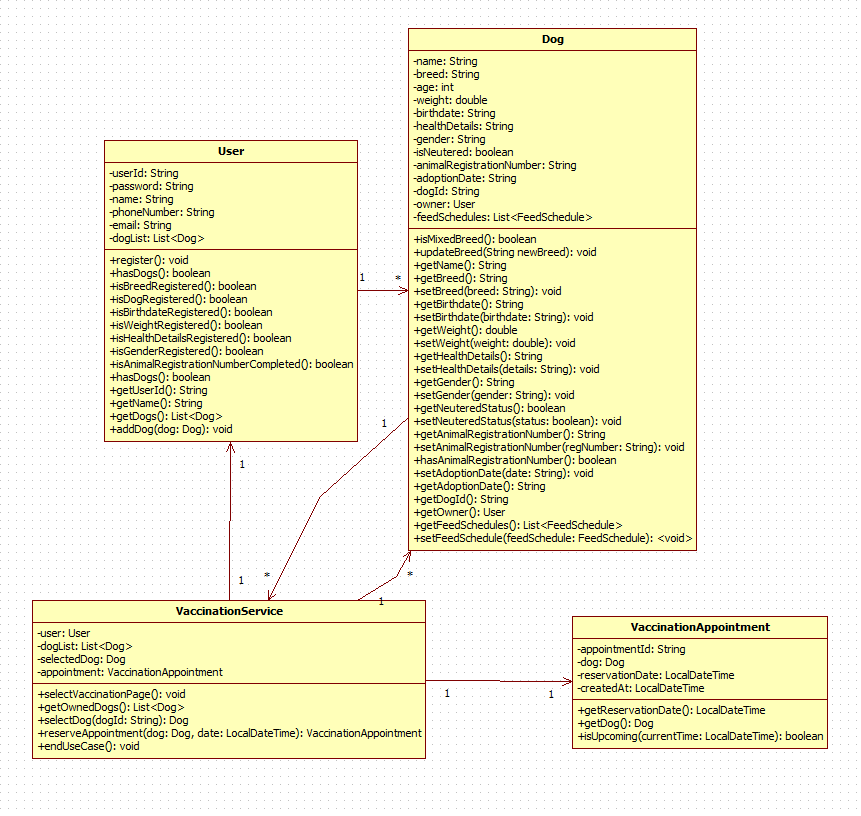 Dog
-name: String
-breed: String
-age: int
-weight: double
-birthdate: String
-healthDetails: String
-gender: String
-isNeutered: boolean
-animalRegistrationNumber: String
-adoptionDate: String
-dogId: String
-owner: User
-feedSchedules: List<FeedSchedule>
+isMixedBreed(): boolean
+updateBreed(String newBreed): void
+getName(): String
+getBreed(): String
+setBreed(breed: String): void
+getBirthdate(): String
+setBirthdate(birthdate: String): void
+getWeight(): double
+setWeight(weight: double): void
+getHealthDetails(): String
+setHealthDetails(details: String): void
+getGender(): String
+setGender(gender: String): void
+getNeuteredStatus(): boolean
+setNeuteredStatus(status: boolean): void
+getAnimalRegistrationNumber(): String
+setAnimalRegistrationNumber(regNumber: String): void
+hasAnimalRegistrationNumber(): boolean
+setAdoptionDate(date: String): void
+getAdoptionDate(): String
+getDogId(): String
+getOwner(): User
+getFeedSchedules(): List<FeedSchedule>
+setFeedSchedule(feedSchedule: FeedSchedule): <void>
User
-userId: String
-password: String
-name: String
-phoneNumber: String
-email: String
-dogList: List<Dog>
+register(): void
+hasDogs(): boolean
+isBreedRegistered(): boolean
+isDogRegistered(): boolean
+isBirthdateRegistered(): boolean
+isWeightRegistered(): boolean
+isHealthDetailsRegistered(): boolean
+isGenderRegistered(): boolean
+isAnimalRegistrationNumberCompleted(): boolean
+hasDogs(): boolean
+getUserId(): String
+getName(): String
+getDogs(): List<Dog>
+addDog(dog: Dog): void
1
*
1
1
*
1
*
1
VaccinationService
-user: User
-dogList: List<Dog>
-selectedDog: Dog
-appointment: VaccinationAppointment
+selectVaccinationPage(): void
+getOwnedDogs(): List<Dog>
+selectDog(dogId: String): Dog
+reserveAppointment(dog: Dog, date: LocalDateTime): VaccinationAppointment
+endUseCase(): void
1
1
VaccinationAppointment
-appointmentId: String
-dog: Dog
-reservationDate: LocalDateTime
-createdAt: LocalDateTime
+getReservationDate(): LocalDateTime
+getDog(): Dog
+isUpcoming(currentTime: LocalDateTime): boolean